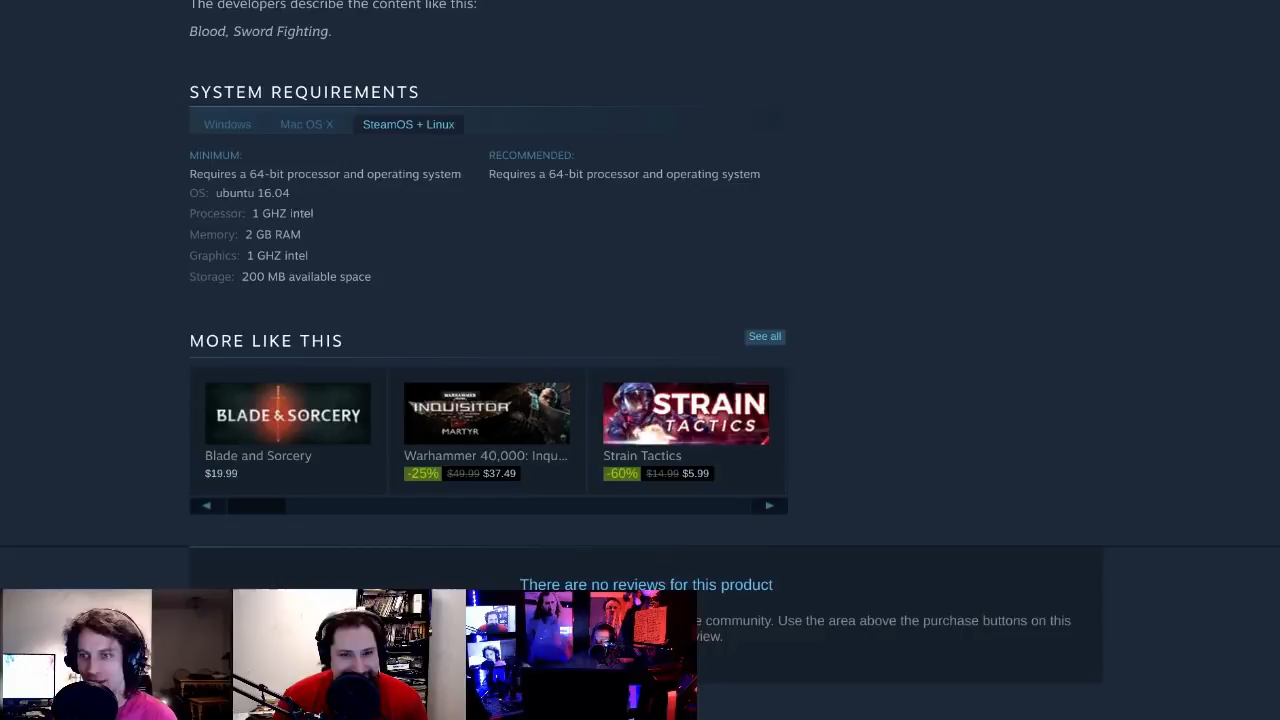 The developers describe the content like this:
Blood, Sword Fighting.
SYSTEM REQUIREMENTS
Windows Mac OS X SteamOS + Linux
MINIMUM:
Requires a 64-bit processor and operating system
OS: ubuntu 16.04
Processor: 1 GHZ intel
Memory: 2 GB RAM
Graphics: 1 GHZ intel
Storage: 200 MB available space
RECOMMENDED:
Requires a 64-bit processor and operating system
MORE LIKE THIS
See all
BLADE & SORCERY
Blade and Sorcery
$19.99
WARHAMMER
INQUISITOR
MARTYR
Warhammer 40,000: Inqu...
-25% $49.99 $37.49
STRAIN
TACTICS
Strain Tactics
-60% $14.99 $5.99
There are no reviews for this product
e community. Use the area above the purchase buttons on this
view.